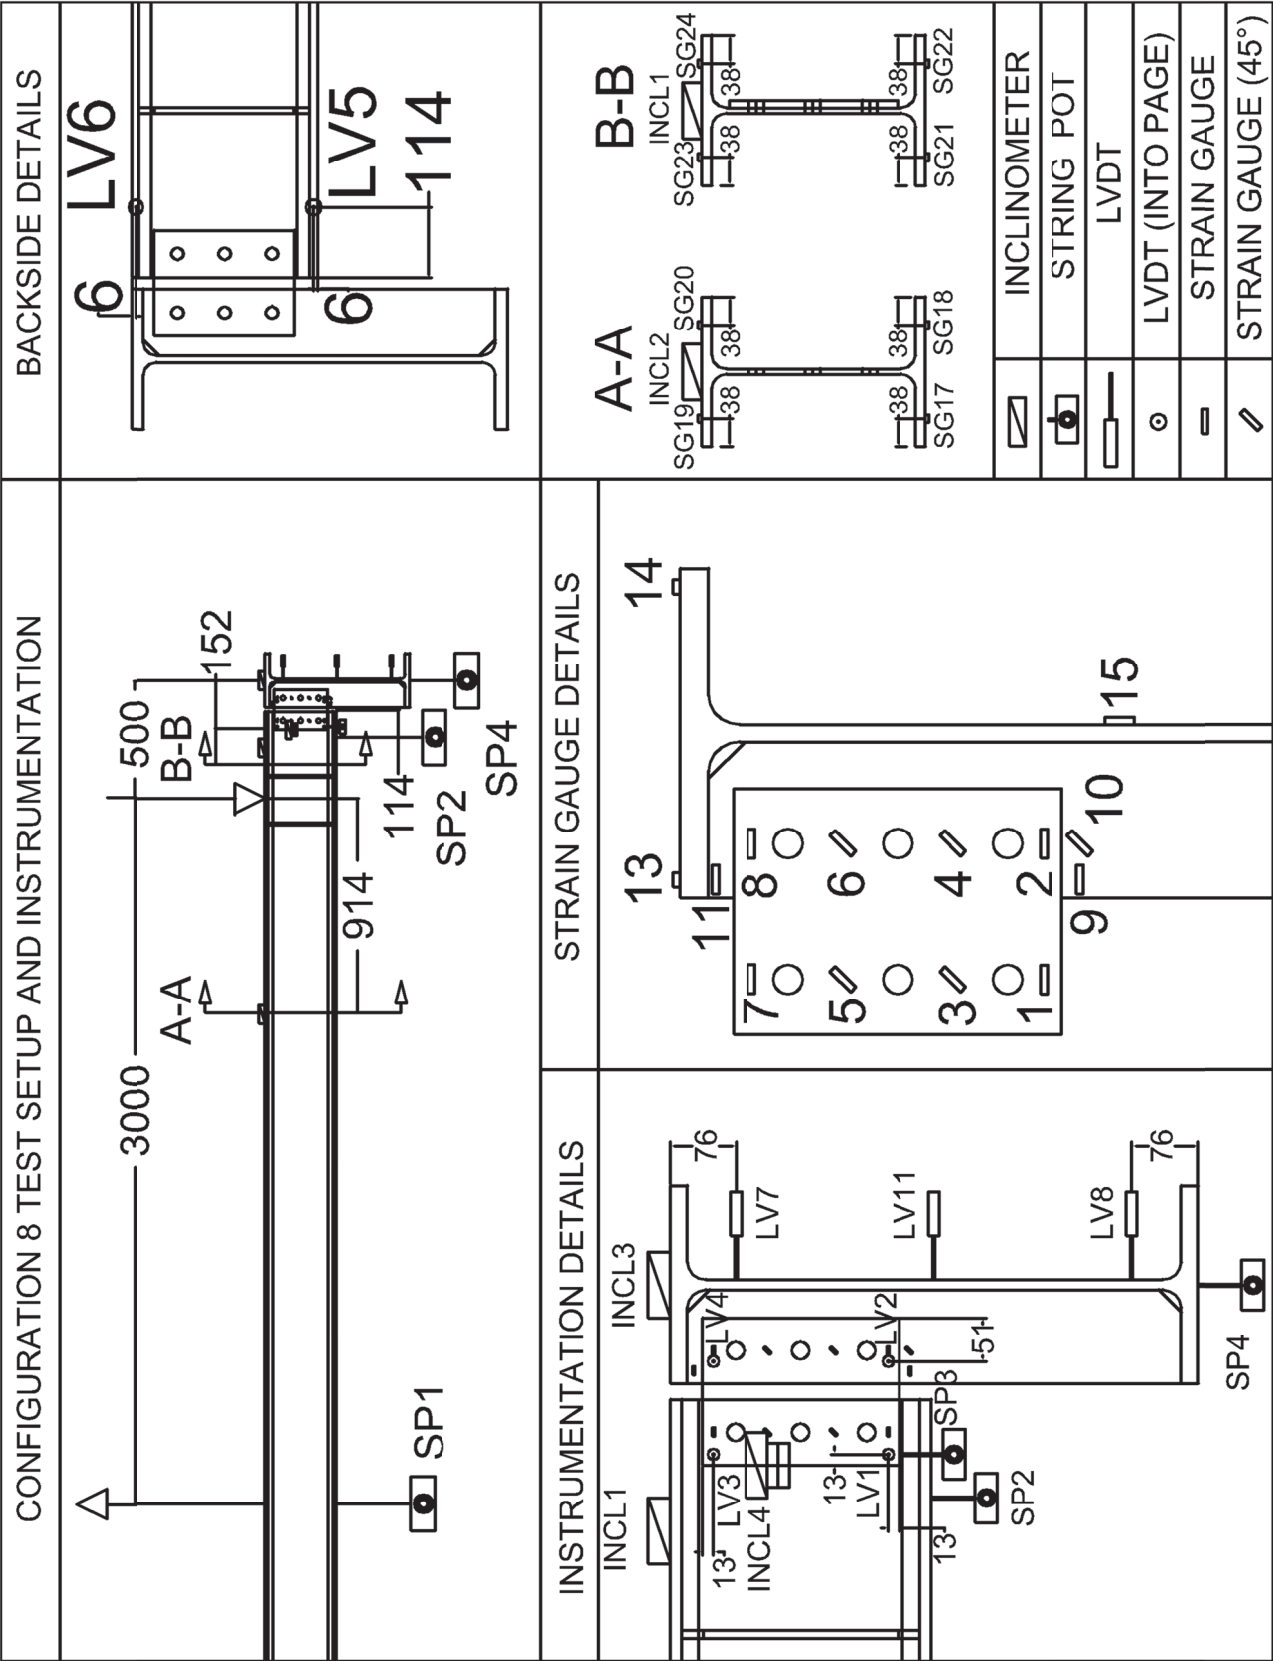 CONFIGURATION 8 TEST SETUP AND INSTRUMENTATION
3000
500
152
A-A
B-B
914
114
SP1
SP2
SP4
BACKSIDE DETAILS
LV6
6
6
LV5
114
INSTRUMENTATION DETAILS
INCL1
INCL3
76
LV4
LV7
LV3
13
INCL4
13
LV1
LV2
LV11
51
SP3
13
LV8
76
SP2
SP4
STRAIN GAUGE DETAILS
13
14
11
7
8
5
6
3
4
1
2
9
10
15
A-A
INCL2
SG19
SG20
38
38
38
38
SG17
SG18
B-B
INCL1
SG23
SG24
38
38
38
38
SG21
SG22
INCLINOMETER
STRING POT
LVDT
LVDT (INTO PAGE)
STRAIN GAUGE
STRAIN GAUGE (45°)